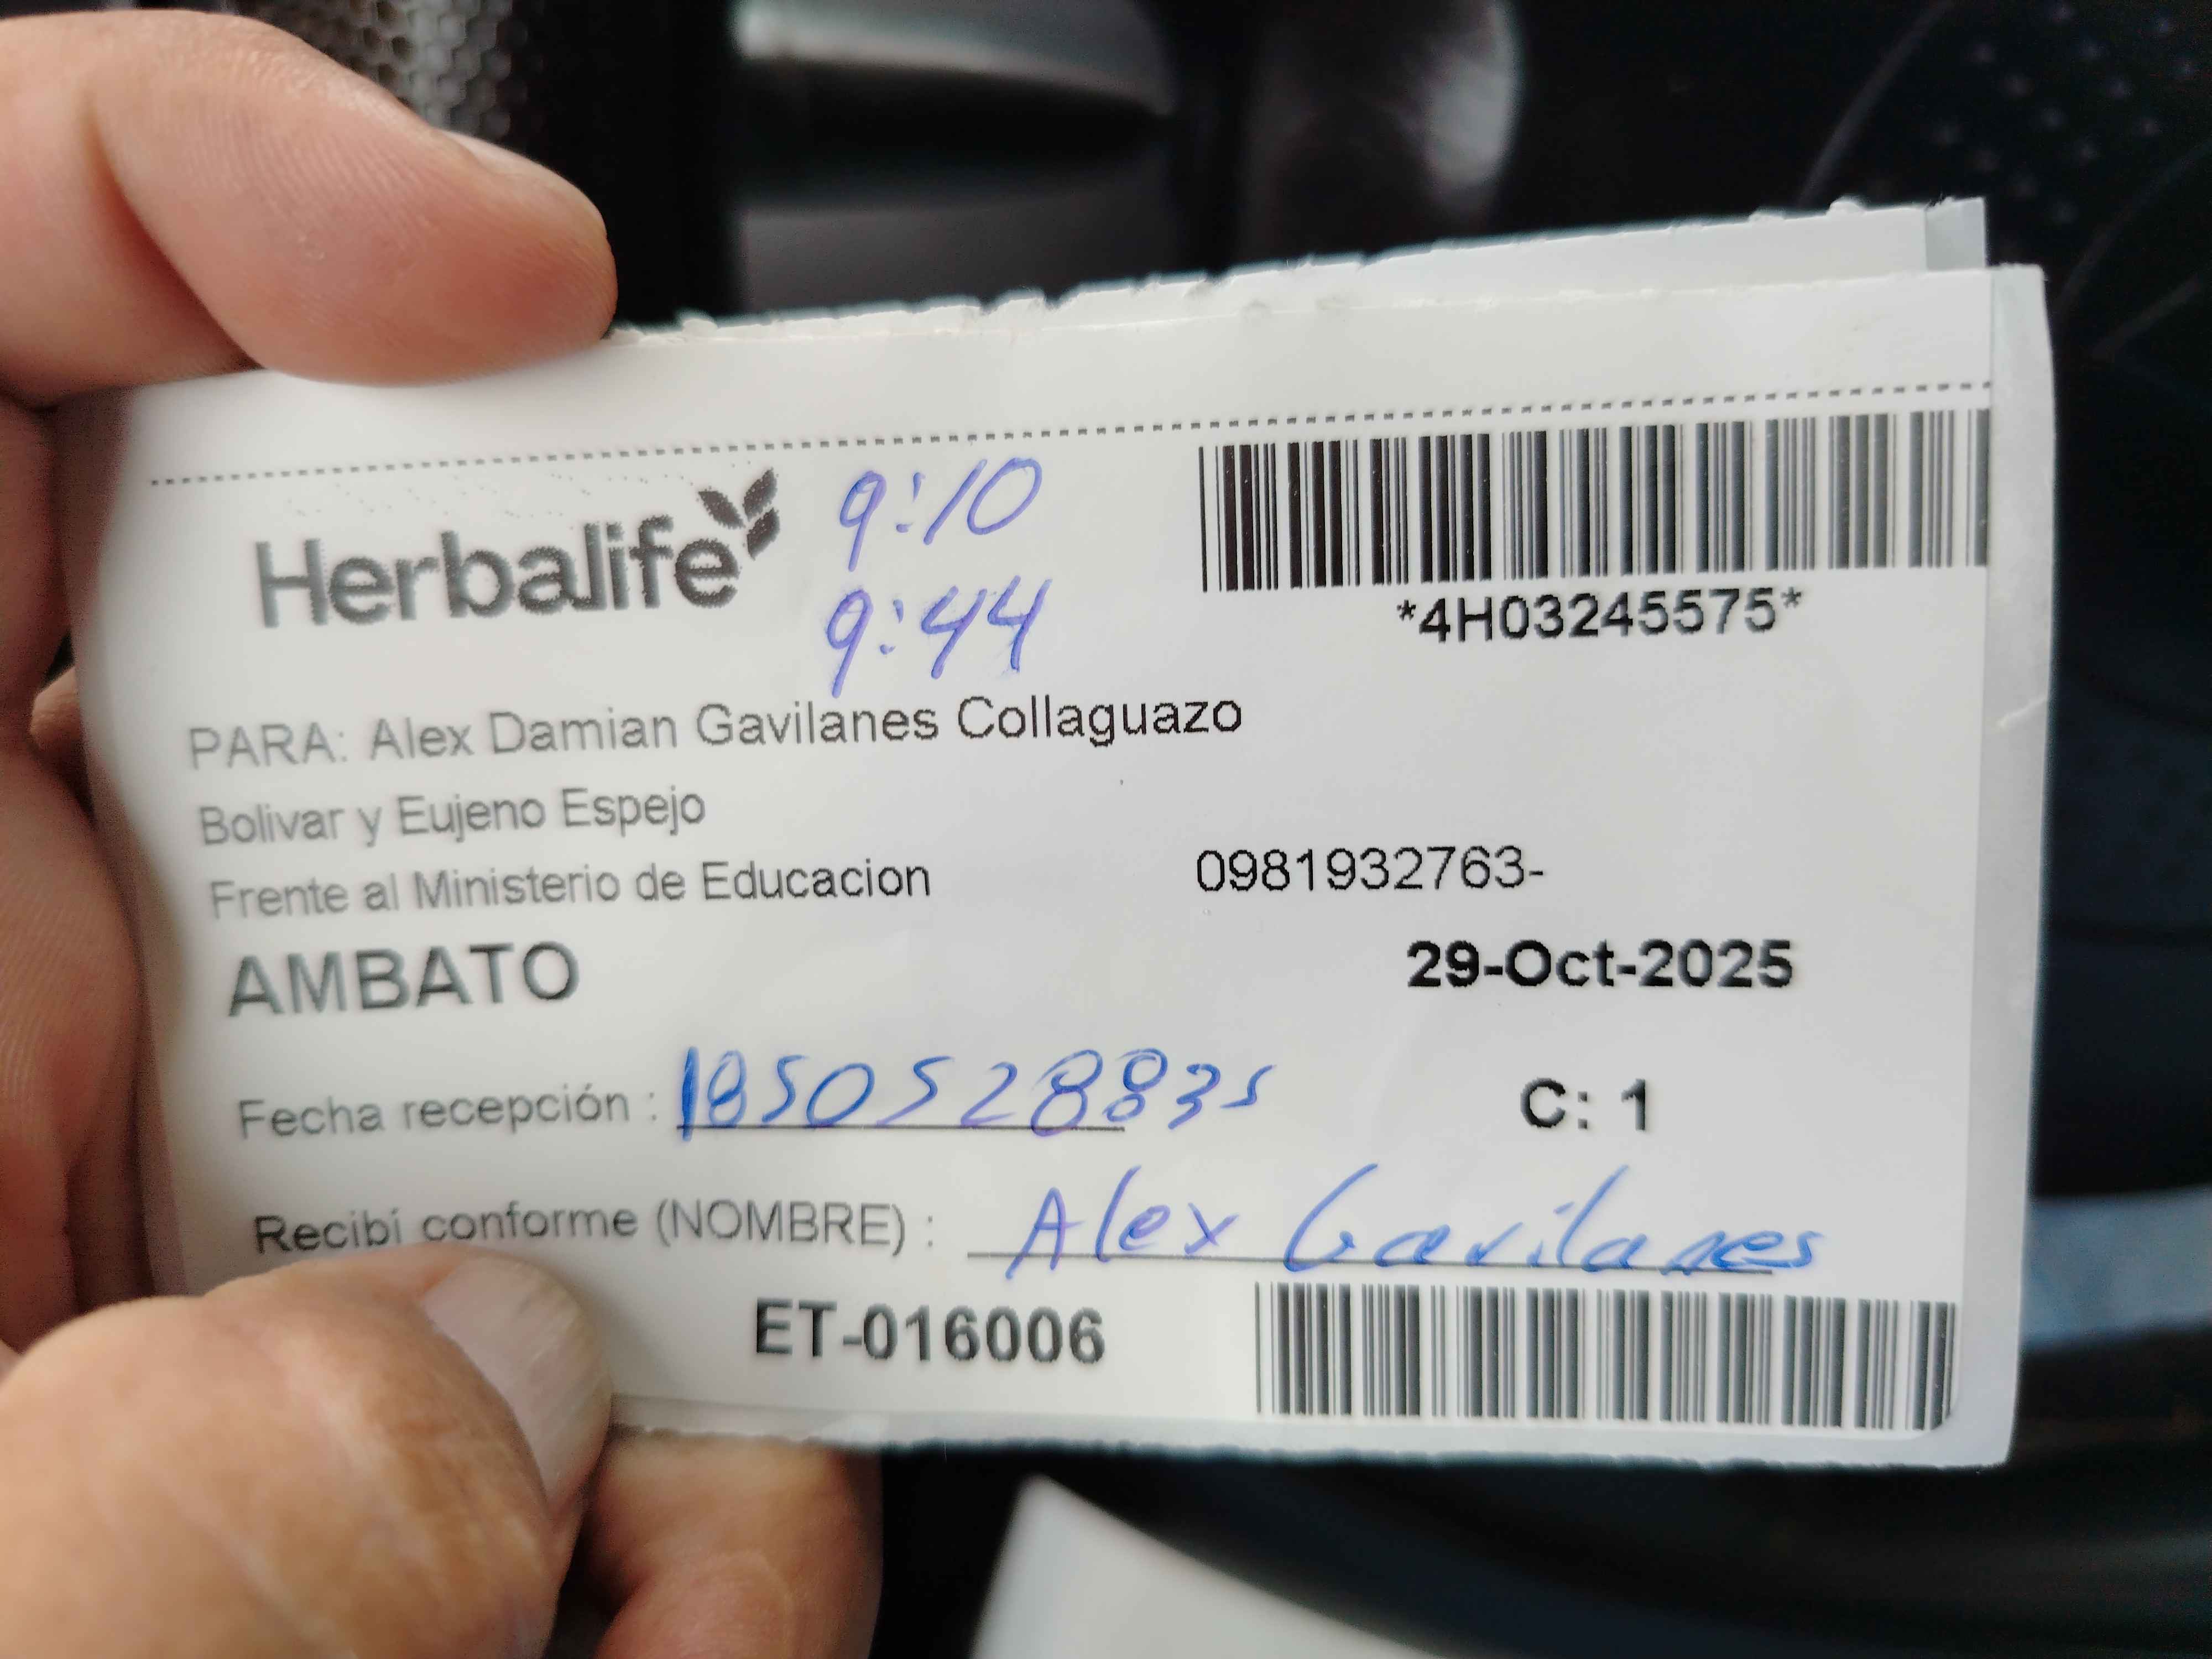 Herbalife
9:10
9:44
*4H03245575*
PARA: Alex Damian Gavilanes Collaguazo
Bolivar y Eujeno Espejo
Frente al Ministerio de Educacion 0981932763-
AMBATO 29-Oct-2025
Fecha recepción : 1850528835 C: 1
Recibí conforme (NOMBRE) : Alex Gavilanes
ET-016006